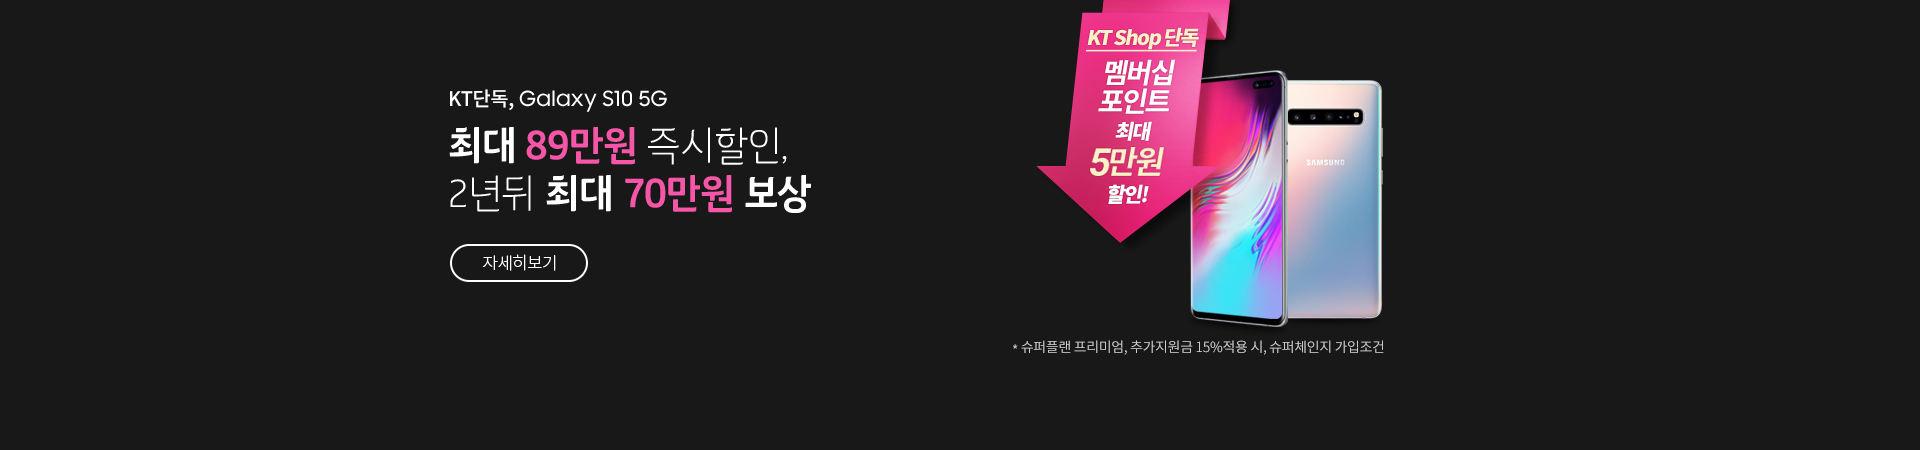 KT단독, Galaxy S10 5G
최대 89만원 즉시할인,
2년뒤 최대 70만원 보상
자세히보기
KT Shop 단독
멤버십
포인트
최대
5만원
할인!
SAMSUNG
* 슈퍼플랜 프리미엄, 추가지원금 15%적용 시, 슈퍼체인지 가입조건